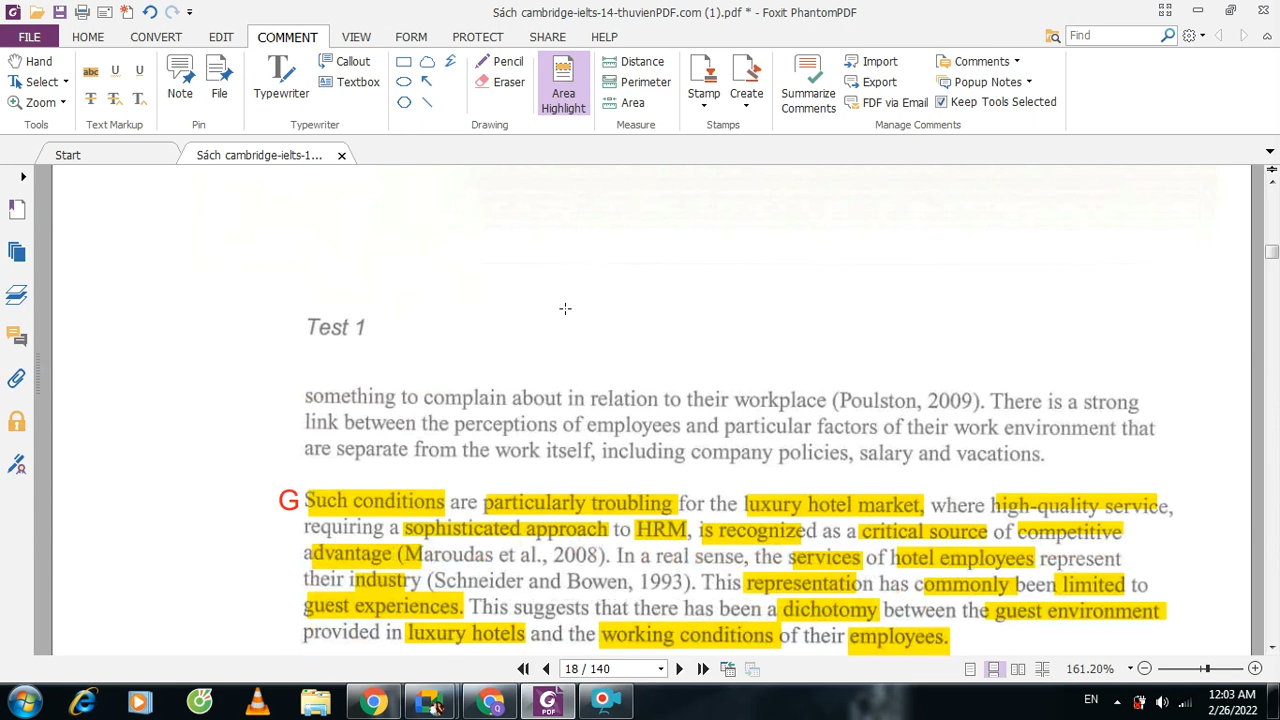 Sách cambridge-ielts-14-thuvienPDF.com (1).pdf * - Foxit PhantomPDF
FILE HOME CONVERT EDIT COMMENT VIEW FORM PROTECT SHARE HELP Find
Hand
Select
Zoom
Tools
abc U U
T T T
Text Markup
Note
File
Pin
Typewriter
Callout
Textbox
Typewriter
Pencil
Eraser
Area
Highlight
Drawing
Distance
Perimeter
Area
Measure
Stamp
Create
Stamps
Summarize
Comments
Import
Export
FDF via Email
Comments
Popup Notes
Keep Tools Selected
Manage Comments
Start
Sách cambridge-ielts-1... x
Test 1
something to complain about in relation to their workplace (Poulston, 2009). There is a strong
link between the perceptions of employees and particular factors of their work environment that
are separate from the work itself, including company policies, salary and vacations.
G Such conditions are particularly troubling for the luxury hotel market, where high-quality service,
requiring a sophisticated approach to HRM, is recognized as a critical source of competitive
advantage (Maroudas et al., 2008). In a real sense, the services of hotel employees represent
their industry (Schneider and Bowen, 1993). This representation has commonly been limited to
guest experiences. This suggests that there has been a dichotomy between the guest environment
provided in luxury hotels and the working conditions of their employees.
18 / 140
161.20%
EN
12:03 AM
2/26/2022
PDF